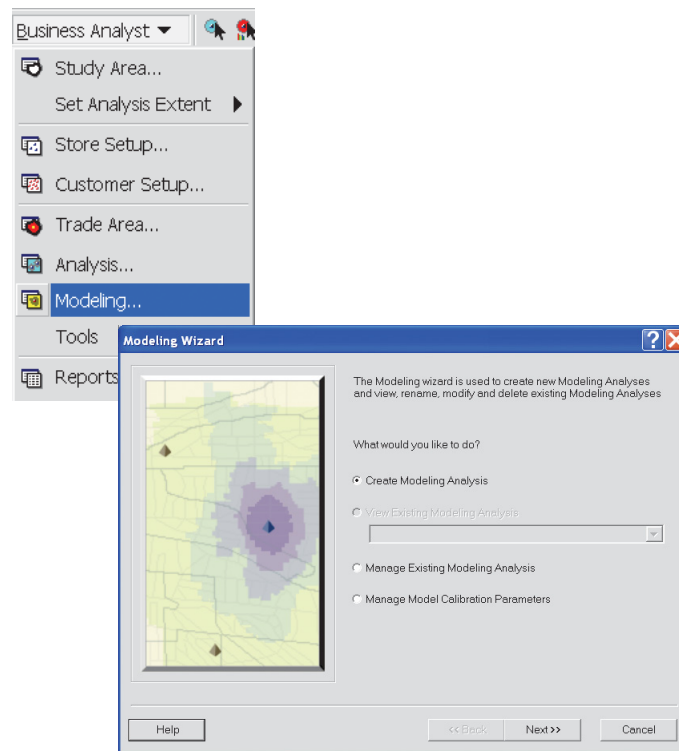 Business Analyst
Study Area...
Set Analysis Extent
Store Setup...
Customer Setup...
Trade Area...
Analysis...
Modeling...
Tools
Reports
Modeling Wizard
The Modeling wizard is used to create new Modeling Analyses
and view, rename, modify and delete existing Modeling Analyses
What would you like to do?
Create Modeling Analysis
View Existing Modeling Analysis
Manage Existing Modeling Analysis
Manage Model Calibration Parameters
Help
<< Back
Next >>
Cancel